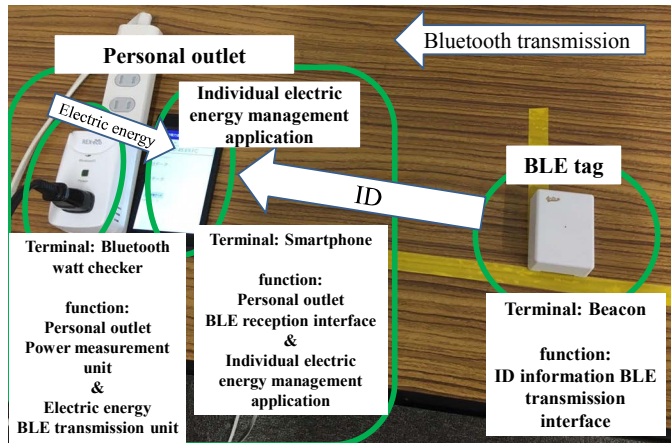 Bluetooth transmission
Personal outlet
Individual electric
energy management
application
Electric energy
BLE tag
ID
Terminal: Bluetooth
watt checker
function:
Personal outlet
Power measurement
unit
&
Electric energy
BLE transmission unit
Terminal: Smartphone
function:
Personal outlet
BLE reception interface
&
Individual electric
energy management
application
Terminal: Beacon
function:
ID information BLE
transmission
interface